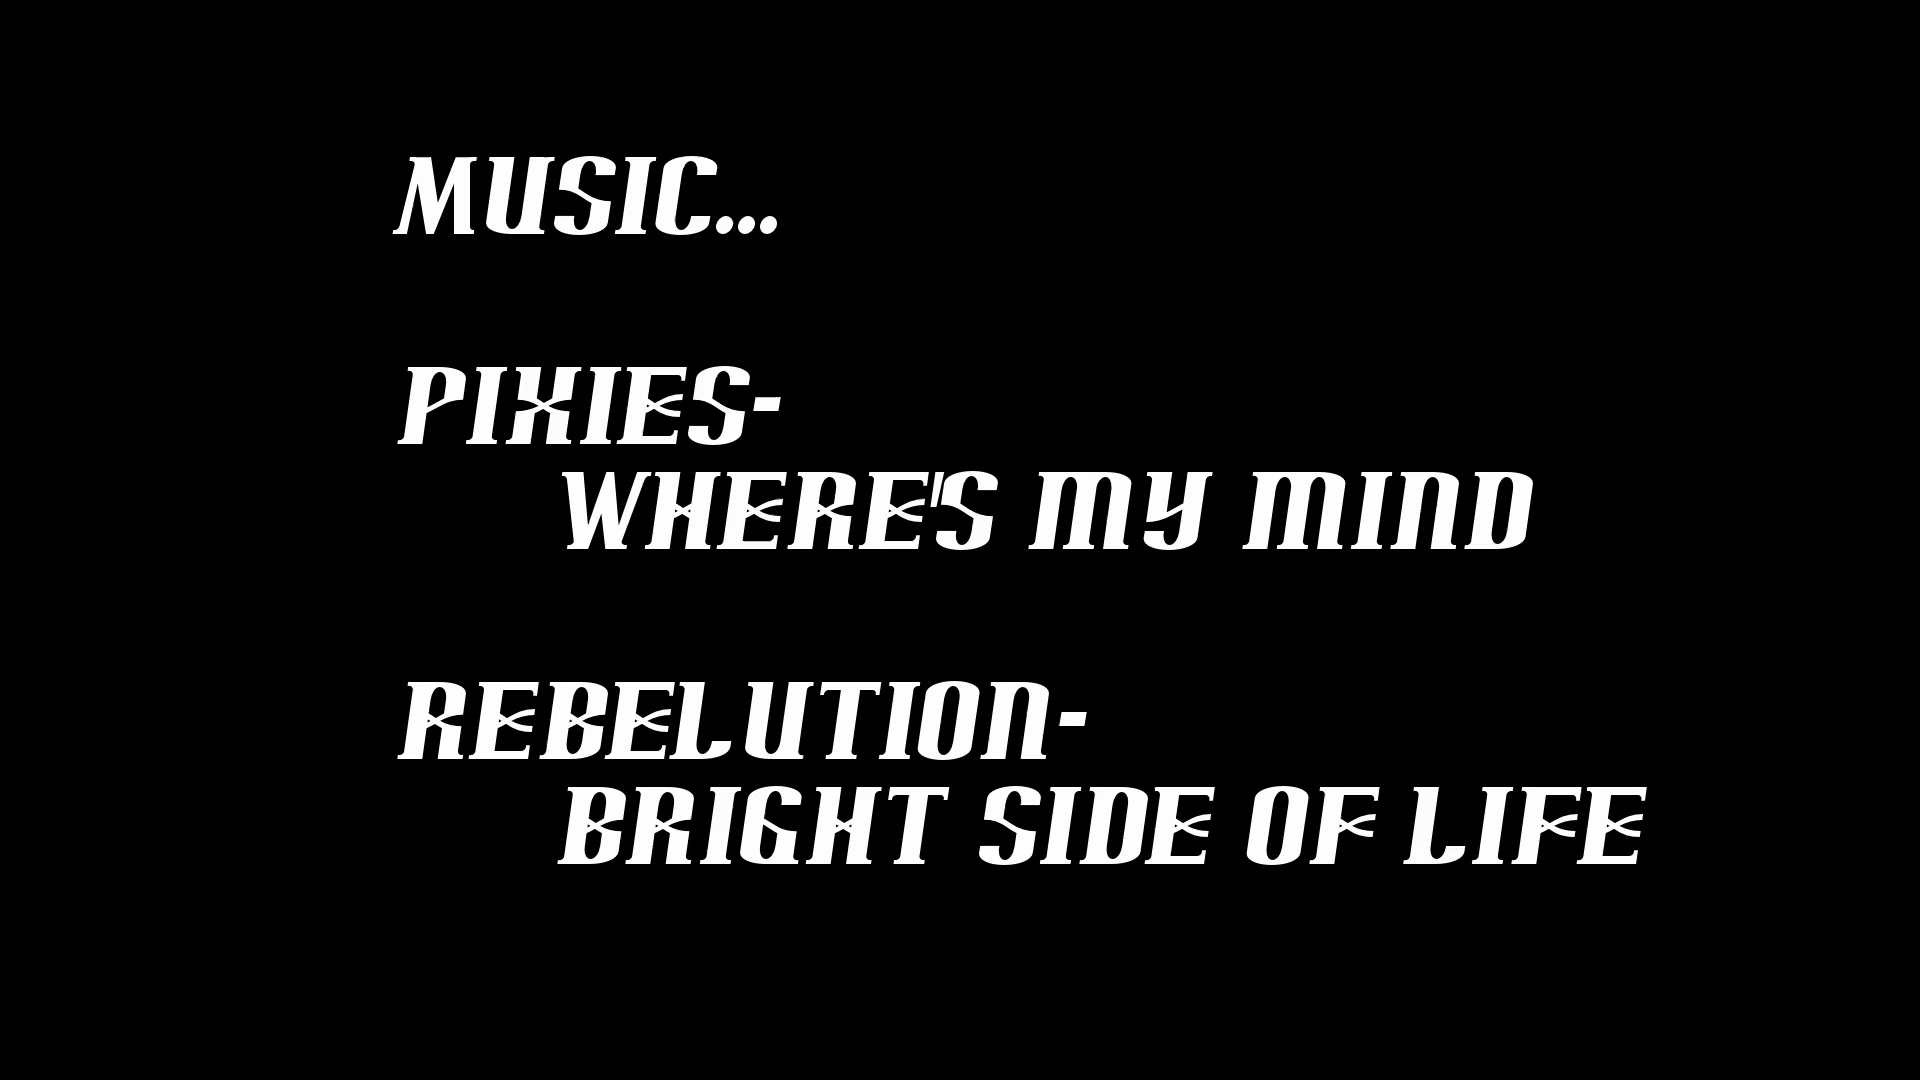 MUSIC...
PIXIES-
WHERE'S MY MIND
REBELUTION-
BRIGHT SIDE OF LIFE